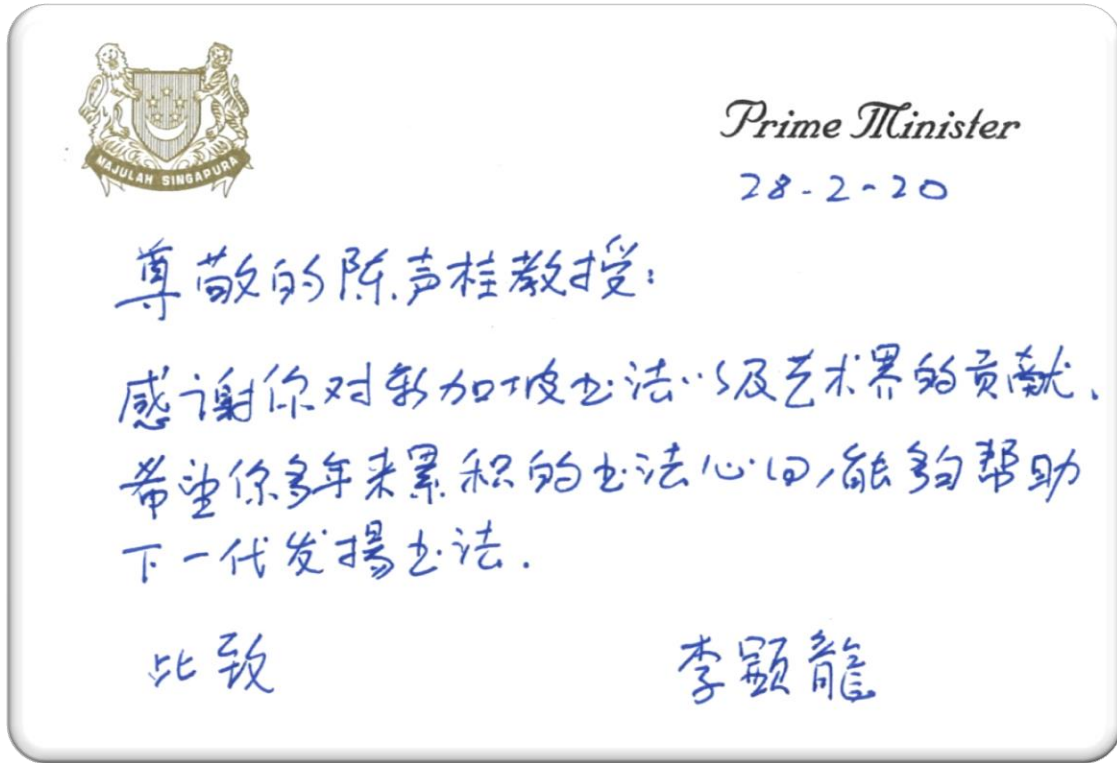 MAJULAH SINGAPURA
Prime Minister
28-2-20
尊敬的陈声桂教授:
感谢你对新加坡书法以及艺术界的贡献.
希望你多年来累积的书法心血,能够帮助
下一代发揚书法.
此致
李顯龍